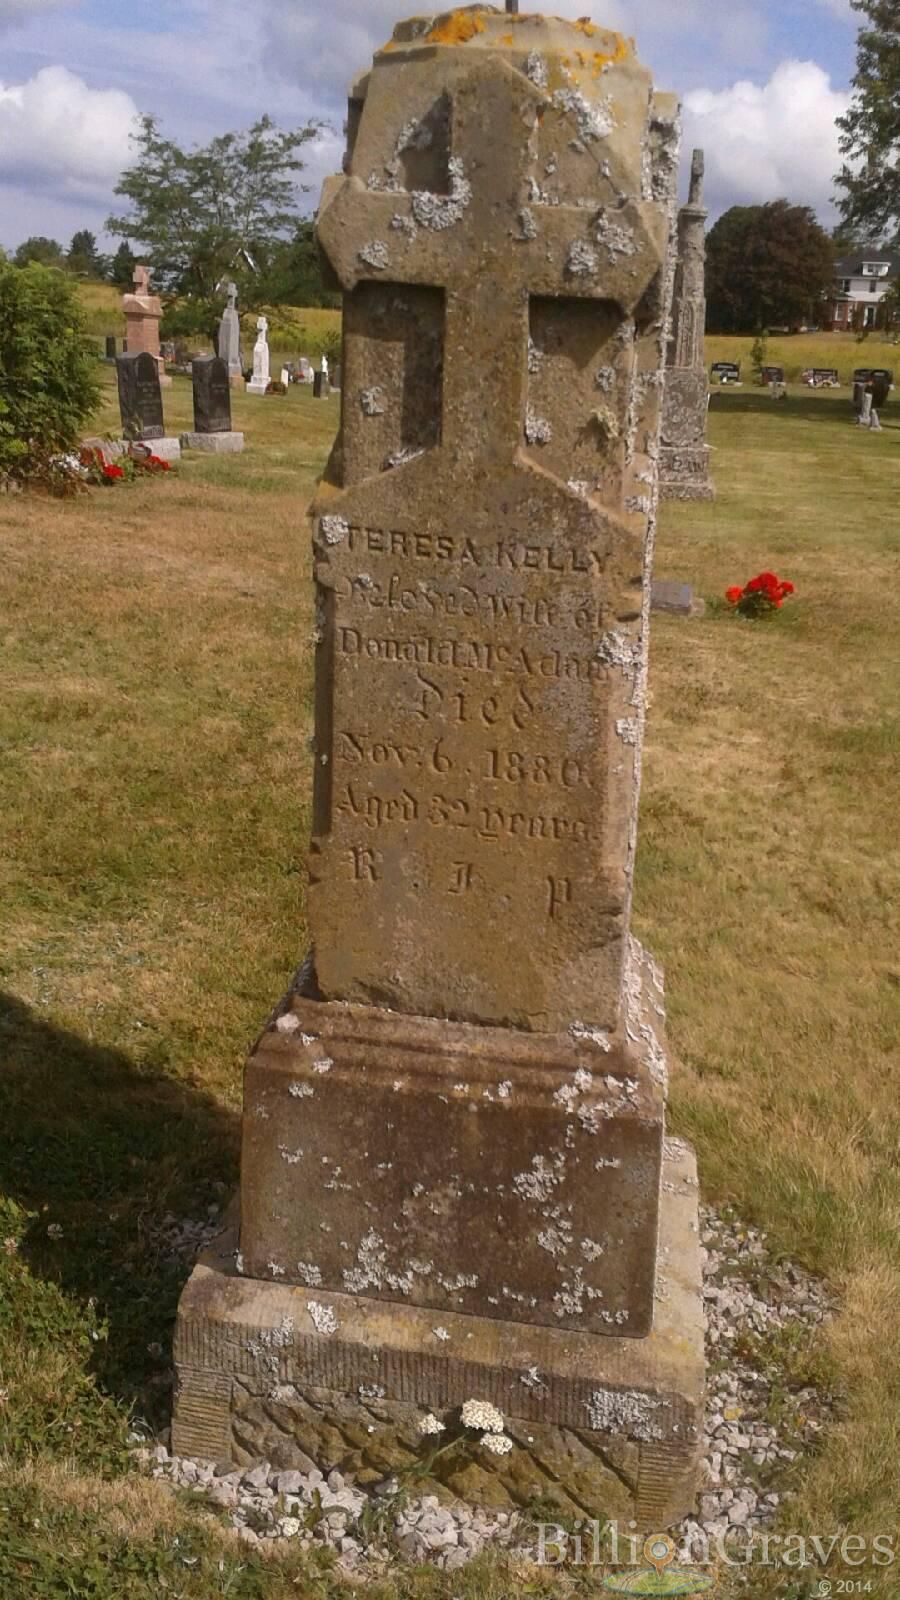 TERESA KELLY
Beloved Wife of
Donald McAdam
Died
Nov. 6. 1880.
Aged 32 years.
R. I. P
BillionGraves
© 2014